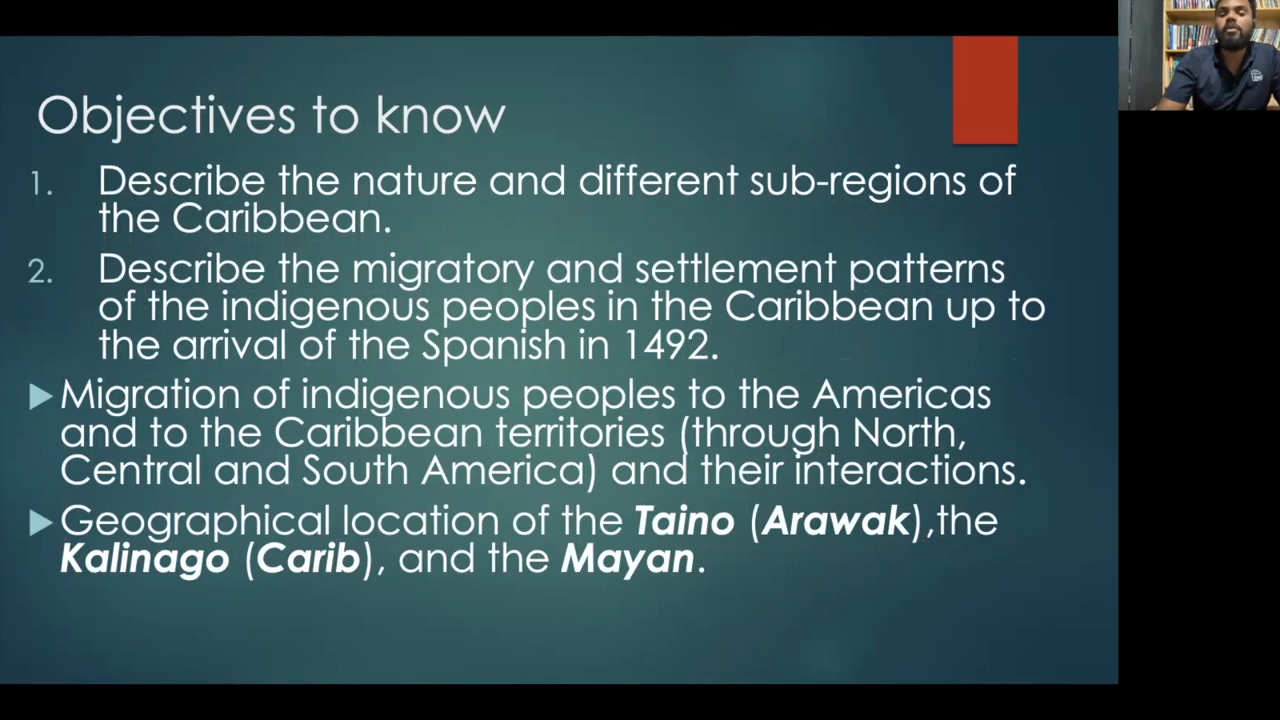 Objectives to know
1. Describe the nature and different sub-regions of
the Caribbean.
2. Describe the migratory and settlement patterns
of the indigenous peoples in the Caribbean up to
the arrival of the Spanish in 1492.
Migration of indigenous peoples to the Americas
and to the Caribbean territories (through North,
Central and South America) and their interactions.
Geographical location of the Taino (Arawak),the
Kalinago (Carib), and the Mayan.